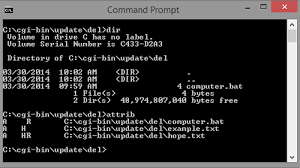 Command Prompt
C:\cgi-bin\update\del>dir
Volume in drive C has no label.
Volume Serial Number is C433-D2A3
Directory of C:\cgi-bin\update\del
03/30/2014 10:02 AM <DIR> .
03/30/2014 10:02 AM <DIR> ..
03/30/2014 09:59 AM 4 computer.bat
1 File(s) 4 bytes
2 Dir(s) 48,974,807,040 bytes free
C:\cgi-bin\update\del>attrib
A R C:\cgi-bin\update\del\computer.bat
A H C:\cgi-bin\update\del\example.txt
A HR C:\cgi-bin\update\del\hope.txt
C:\cgi-bin\update\del>